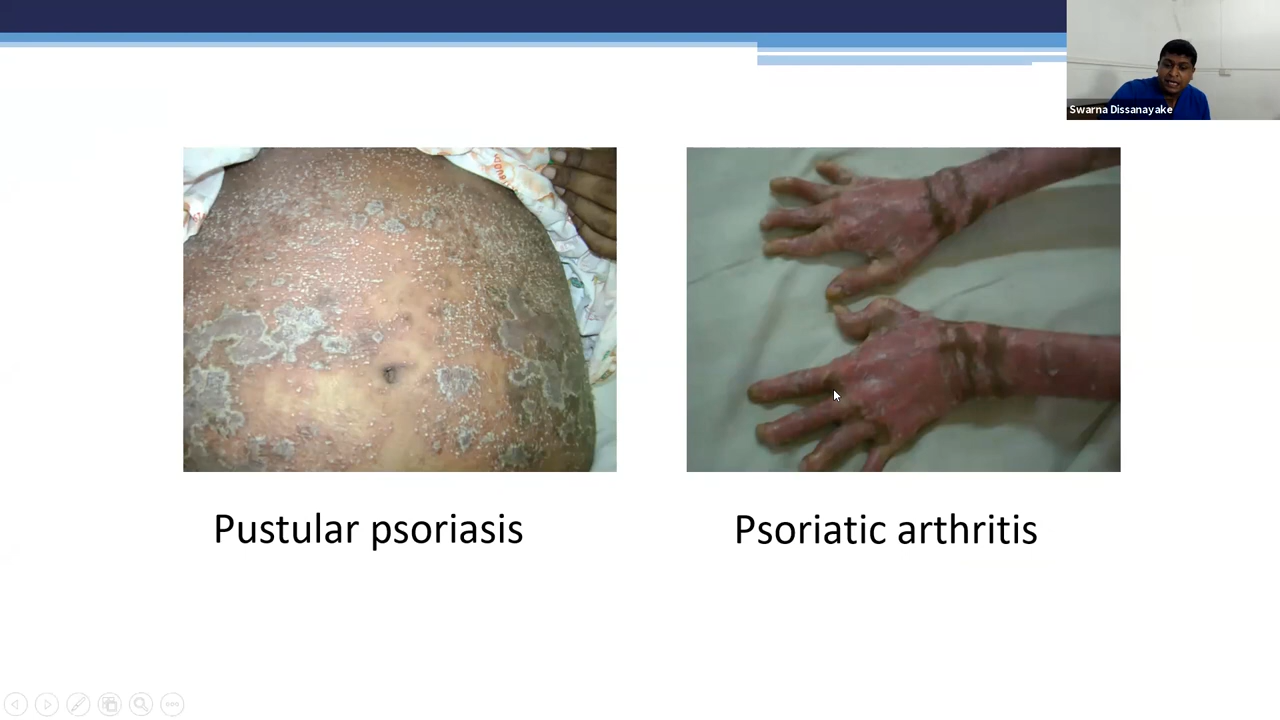 Swarna Dissanayake
Pustular psoriasis
Psoriatic arthritis